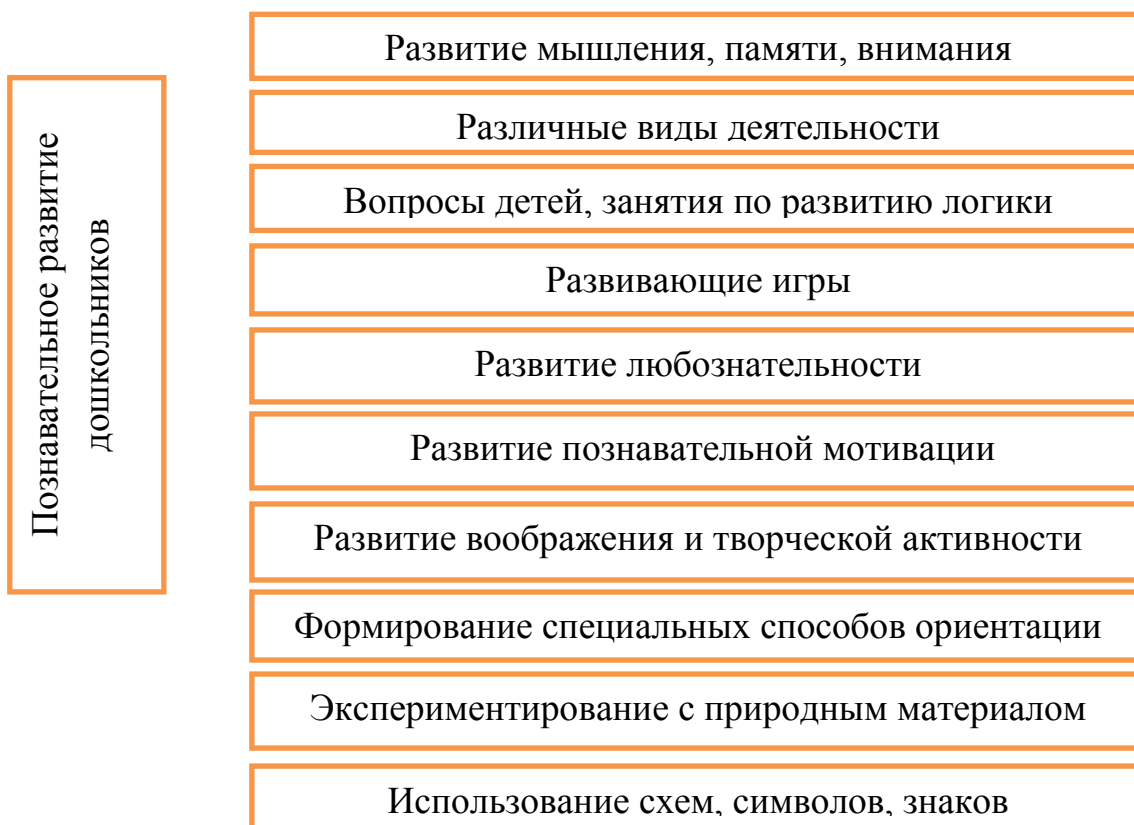 Познавательное развитие
дошкольников
Развитие мышления, памяти, внимания
Различные виды деятельности
Вопросы детей, занятия по развитию логики
Развивающие игры
Развитие любознательности
Развитие познавательной мотивации
Развитие воображения и творческой активности
Формирование специальных способов ориентации
Экспериментирование с природным материалом
Использование схем, символов, знаков